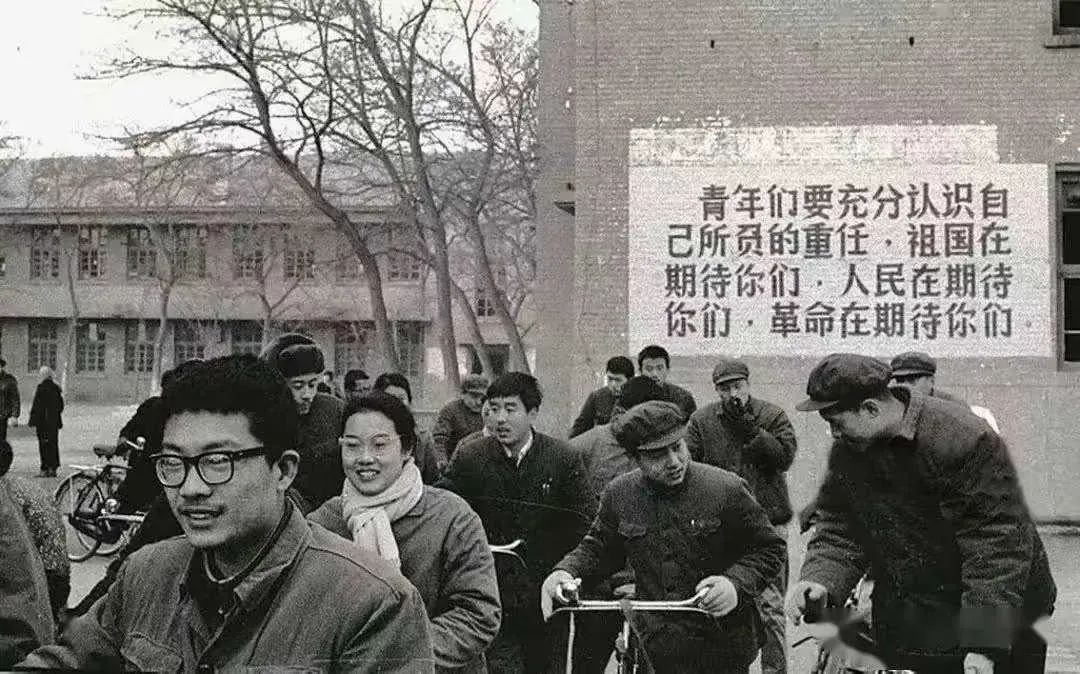 青年们要充分认识自
己所负的重任，祖国在
期待你们，人民在期待
你们，革命在期待你们。